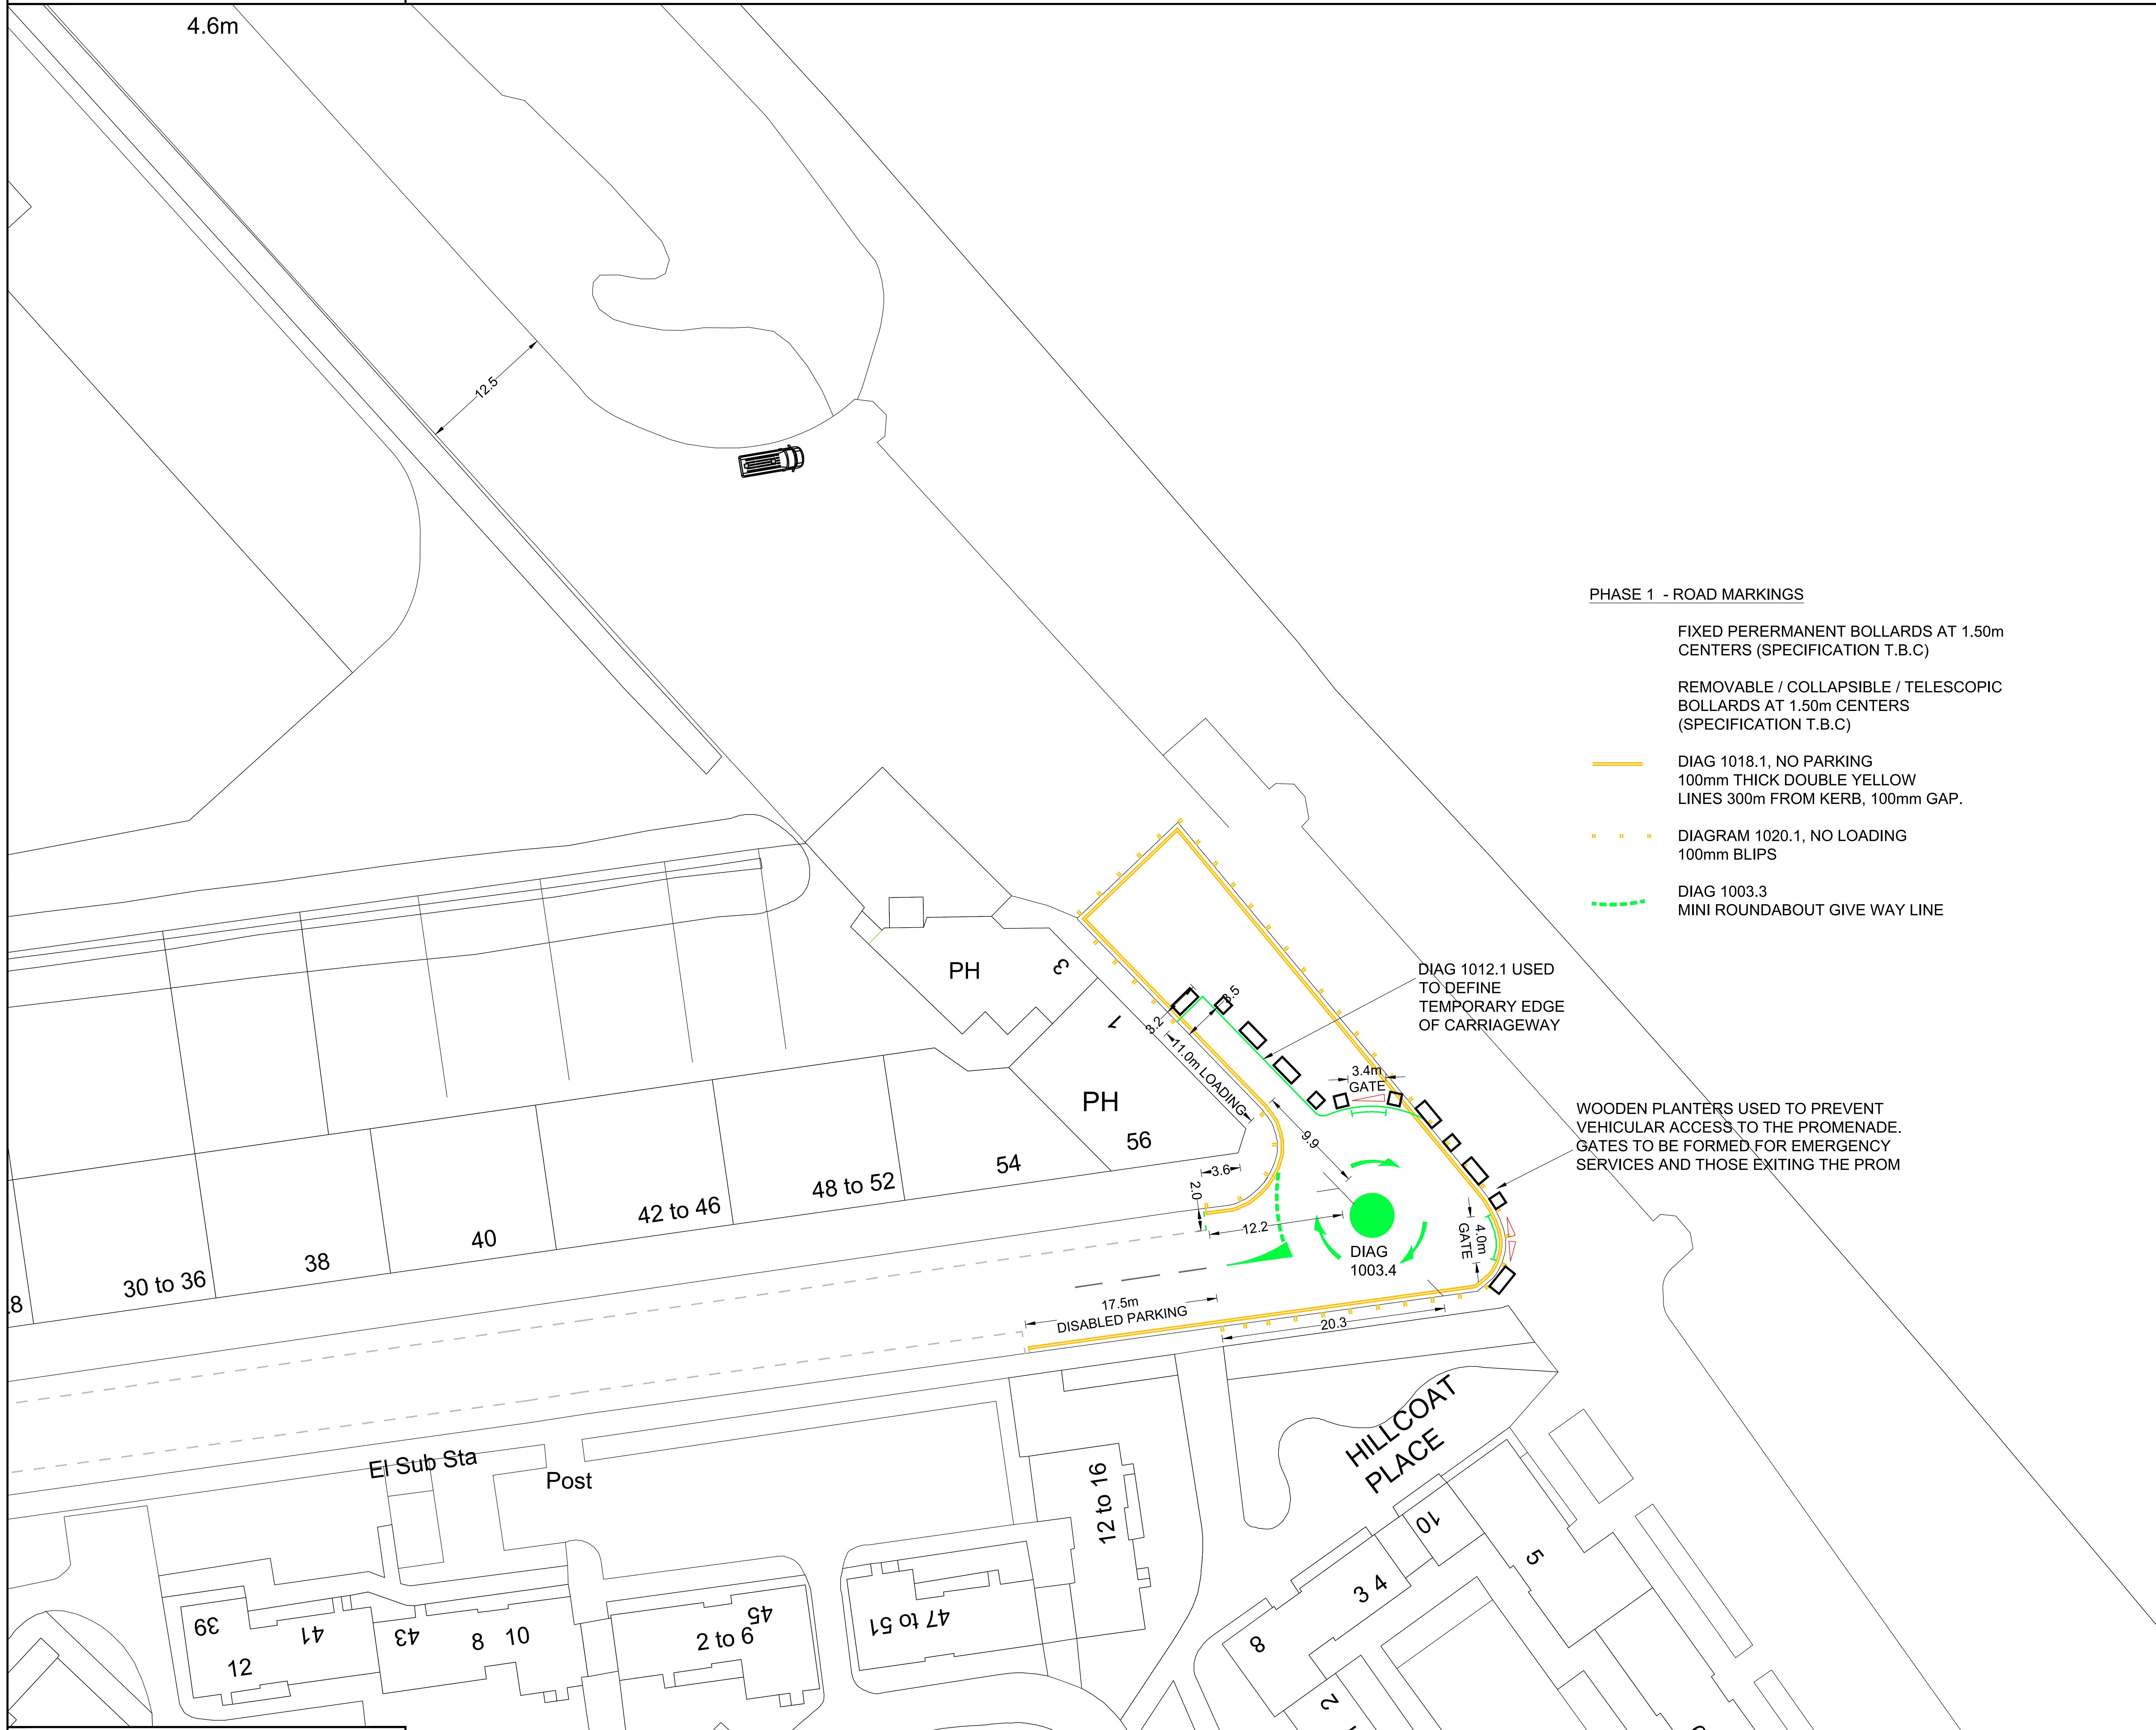 4.6m
12.5
PHASE 1 - ROAD MARKINGS
FIXED PERERMANENT BOLLARDS AT 1.50m
CENTERS (SPECIFICATION T.B.C)
REMOVABLE / COLLAPSIBLE / TELESCOPIC
BOLLARDS AT 1.50m CENTERS
(SPECIFICATION T.B.C)
DIAG 1018.1, NO PARKING
100mm THICK DOUBLE YELLOW
LINES 300m FROM KERB, 100mm GAP.
DIAGRAM 1020.1, NO LOADING
100mm BLIPS
DIAG 1003.3
MINI ROUNDABOUT GIVE WAY LINE
DIAG 1012.1 USED
TO DEFINE
TEMPORARY EDGE
OF CARRIAGEWAY
WOODEN PLANTERS USED TO PREVENT
VEHICULAR ACCESS TO THE PROMENADE.
GATES TO BE FORMED FOR EMERGENCY
SERVICES AND THOSE EXITING THE PROM
PH
3
1
3.2
11.0m LOADING
3.4m
GATE
PH
56
9.9
3.6
2.0
12.2
DIAG
1003.4
4.0m
GATE
54
48 to 52
42 to 46
40
38
30 to 36
17.5m
DISABLED PARKING
20.3
HILLCOAT
PLACE
El Sub Sta
Post
12 to 16
39
41
43
45
47 to 51
12
8
10
2 to 6
10
5
3 4
8
2